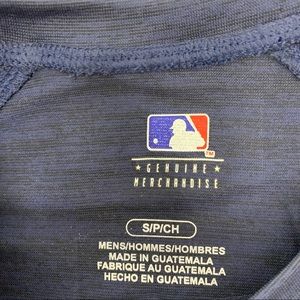 GENUINE
MERCHANDISE
S/P/CH
MENS/HOMMES/HOMBRES
MADE IN GUATEMALA
FABRIQUE AU GUATEMALA
HECHO EN GUATEMALA